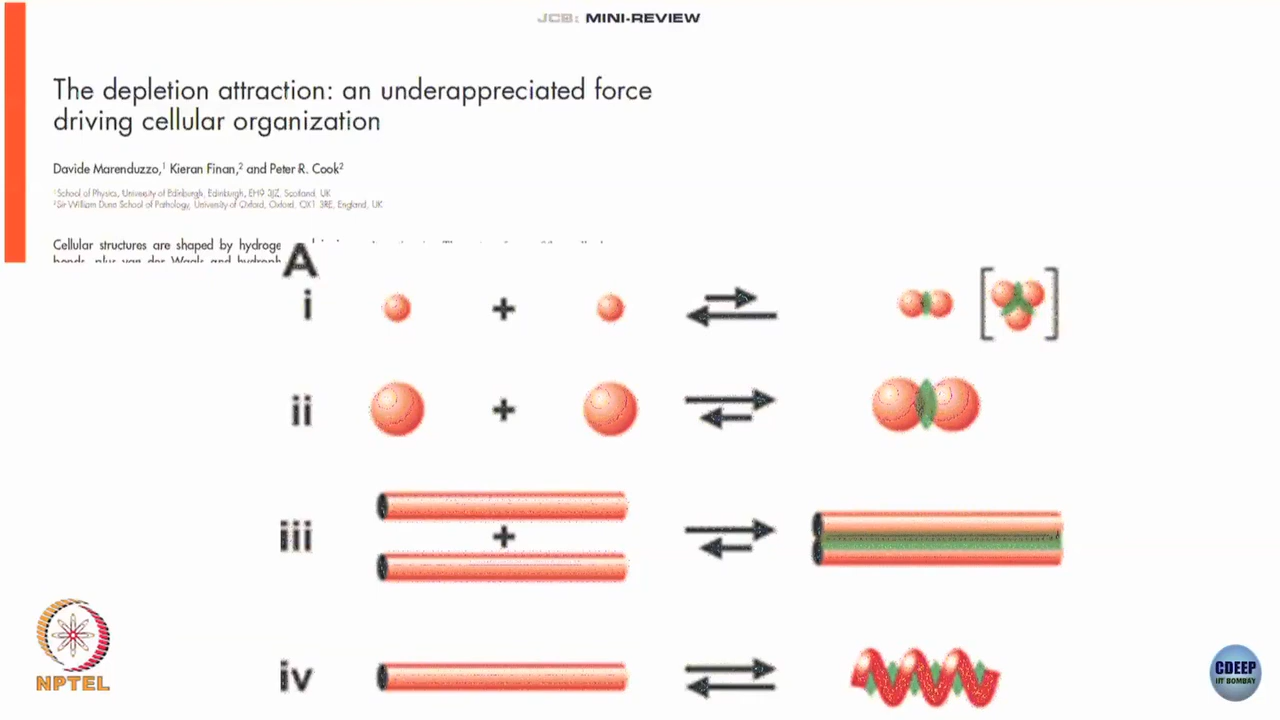 JCB: MINI-REVIEW
The depletion attraction: an underappreciated force
driving cellular organization
Davide Marenduzzo,1 Kieran Finan,2 and Peter R. Cook2
1School of Physics, University of Edinburgh, Edinburgh, EH9 3JZ, Scotland, UK
2Sir William Dunn School of Pathology, University of Oxford, Oxford, OX1 3RE, England, UK
Cellular structures are shaped by hydroge
A
i
+
ii
+
iii
+
iv
NPTEL
CDEEP
IIT BOMBAY